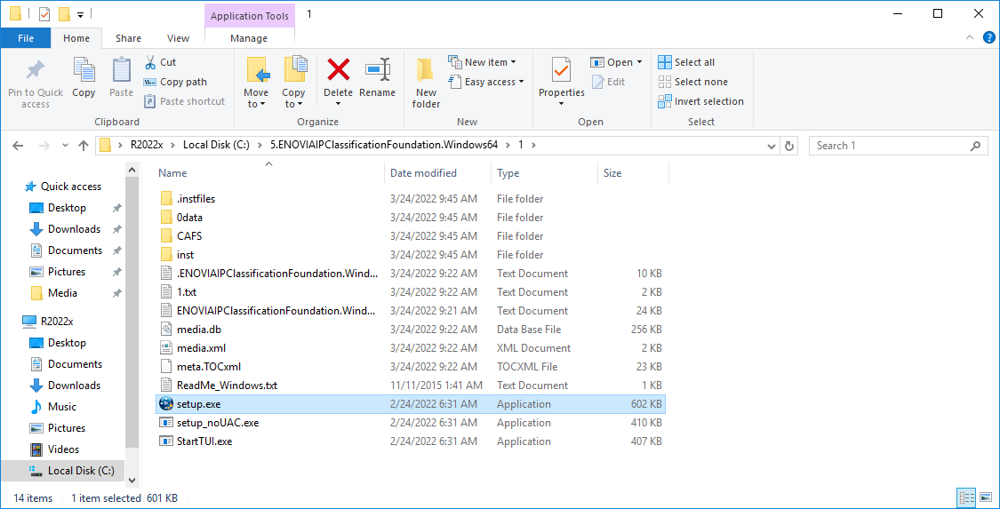 Application Tools 1
File Home Share View Manage
Pin to Quick access
Copy
Paste
Cut
Copy path
Paste shortcut
Clipboard
Move to
Copy to
Delete
Rename
Organize
New folder
New item
Easy access
New
Properties
Open
Edit
Open
Select all
Select none
Invert selection
Select
R2022x > Local Disk (C:) > 5.ENOVIAIPClassificationFoundation.Windows64 > 1 >
Search 1
Quick access
Desktop
Downloads
Documents
Pictures
Media
R2022x
Desktop
Documents
Downloads
Music
Pictures
Videos
Local Disk (C:)
Name Date modified Type Size
.instfiles 3/24/2022 9:45 AM File folder
0data 3/24/2022 9:45 AM File folder
CAFS 3/24/2022 9:45 AM File folder
inst 3/24/2022 9:45 AM File folder
.ENOVIAIPClassificationFoundation.Wind... 3/24/2022 9:22 AM Text Document 10 KB
1.txt 3/24/2022 9:22 AM Text Document 2 KB
ENOVIAIPClassificationFoundation.Wind... 3/24/2022 9:21 AM Text Document 24 KB
media.db 3/24/2022 9:22 AM Data Base File 256 KB
media.xml 3/24/2022 9:22 AM XML Document 2 KB
meta.TOCxml 3/24/2022 9:22 AM TOCXML File 23 KB
ReadMe_Windows.txt 11/11/2015 1:41 AM Text Document 1 KB
setup.exe 2/24/2022 6:31 AM Application 602 KB
setup_noUAC.exe 2/24/2022 6:31 AM Application 410 KB
StartTUI.exe 2/24/2022 6:31 AM Application 407 KB
14 items 1 item selected 601 KB